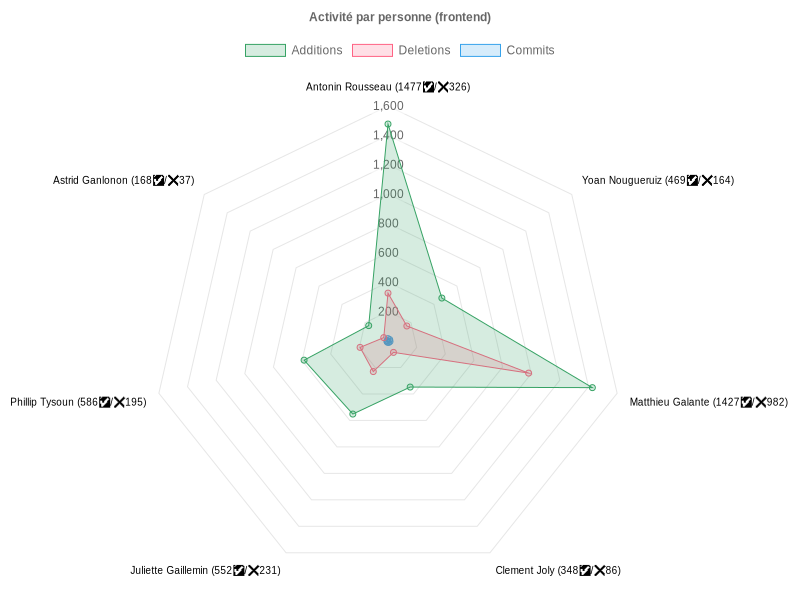 Activité par personne (frontend)
Additions Deletions Commits
Antonin Rousseau (1477✅/❌326)
1,600
1,400
1,200
1,000
800
600
400
200
Astrid Ganlonon (168✅/❌37)
Yoan Nougueruiz (469✅/❌164)
Phillip Tysoun (586✅/❌195)
Matthieu Galante (1427✅/❌982)
Juliette Gaillemin (552✅/❌231)
Clement Joly (348✅/❌86)